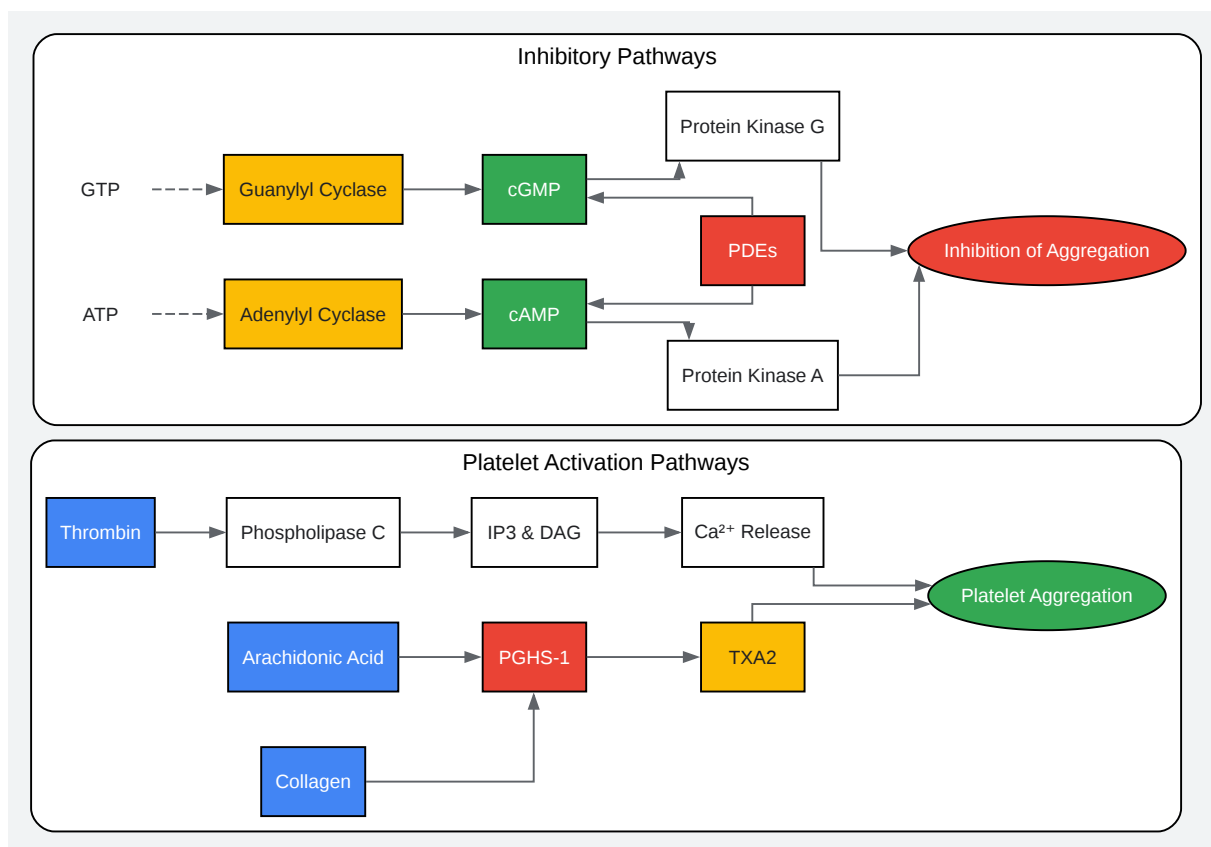 Inhibitory Pathways
Protein Kinase G
GTP
Guanylyl Cyclase
cGMP
PDEs
Inhibition of Aggregation
ATP
Adenylyl Cyclase
cAMP
Protein Kinase A
Platelet Activation Pathways
Thrombin
Phospholipase C
IP3 & DAG
Ca²⁺ Release
Platelet Aggregation
Arachidonic Acid
PGHS-1
TXA2
Collagen